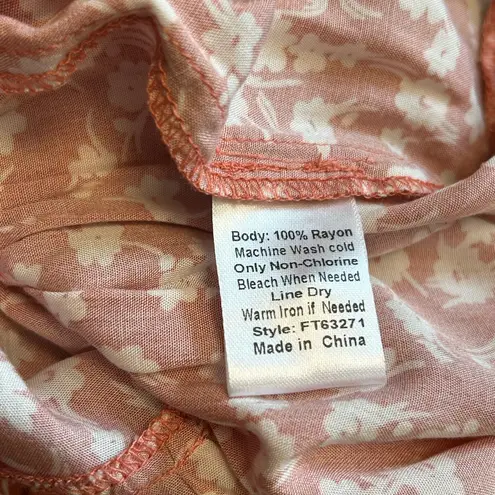 Body: 100% Rayon
Machine Wash cold
Only Non-Chlorine
Bleach When Needed
Line Dry
Warm Iron if Needed
Style: FT63271
Made in China